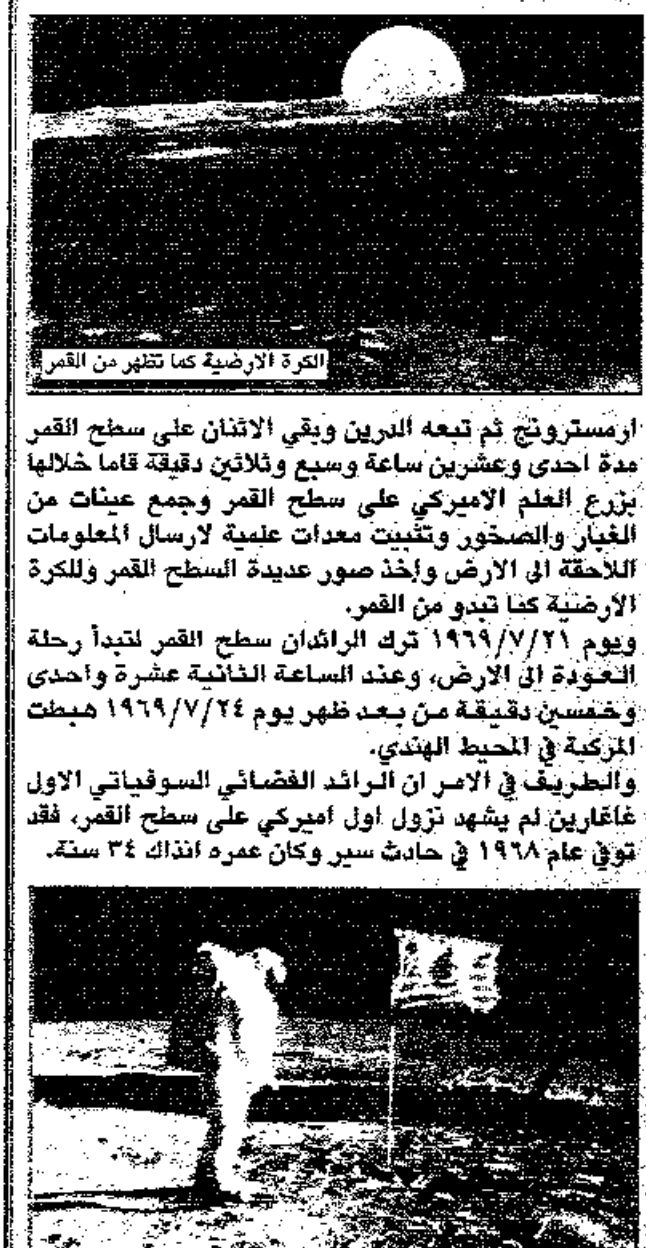 الكرة الارضية كما تظهر من القمر
ارمسترونج ثم تبعه الدرين وبقي الاثنان على سطح القمر
مدة احدى وعشرين ساعة وسبع وثلاثين دقيقة قاما خلالها
بزرع العلم الاميركي على سطح القمر وجمع عينات من
الغبار والصخور وتثبيت معدات علمية لارسال المعلومات
اللاحقة الى الارض وإخذ صور عديدة السطح القمر وللكرة
الارضية كما تبدو من القمر.
ويوم ١٩٦٩/٧/٢١ ترك الرائدان سطح القمر لتبدأ رحلة
العودة الى الارض، وعند الساعة الثانية عشرة واحدى
وخمسين دقيقة من بعد ظهر يوم ١٩٦٩/٧/٢٤ هبطت
المركبة في المحيط الهندي.
والطريف في الامر ان الرائد الفضائي السوفياتي الاول
غاغارين لم يشهد نزول اول اميركي على سطح القمر، فقد
توفي عام ١٩٦٨ في حادث سير وكان عمره انذاك ٣٤ سنة.